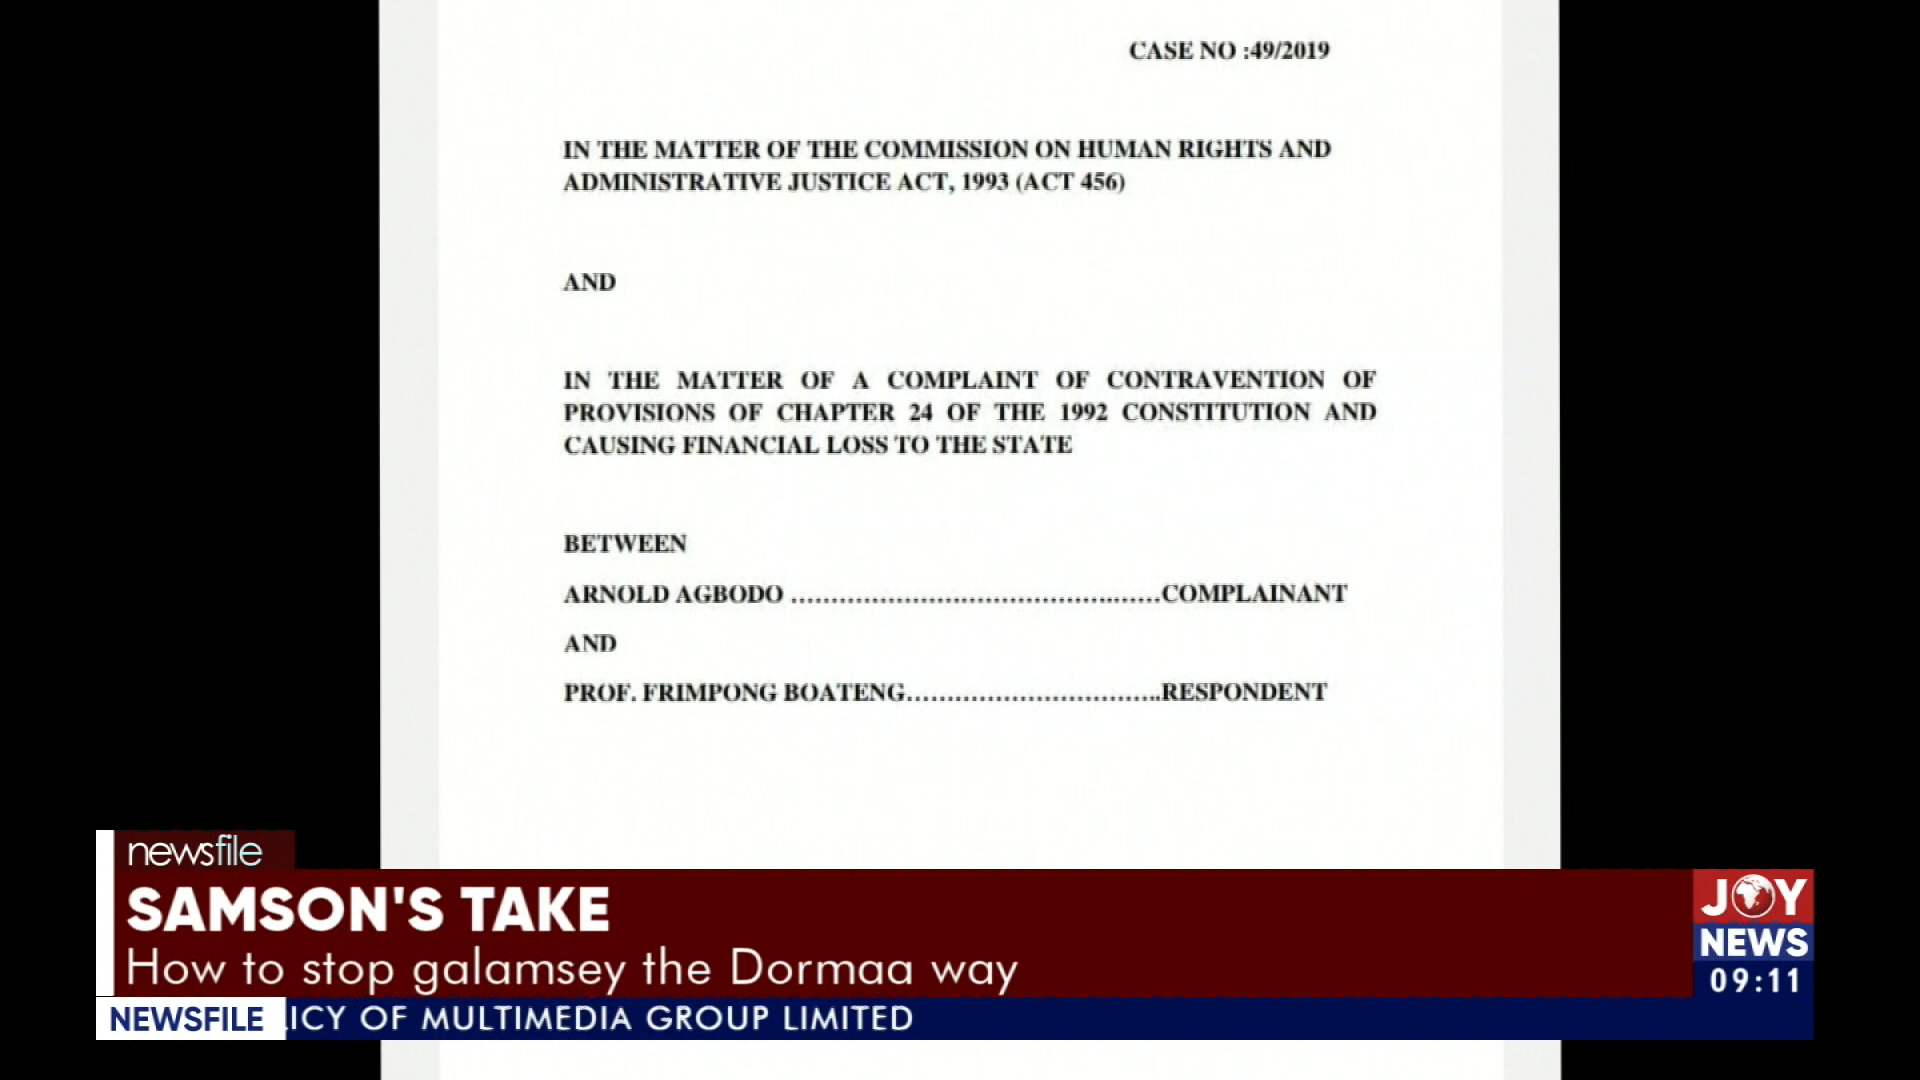 CASE NO :49/2019
IN THE MATTER OF THE COMMISSION ON HUMAN RIGHTS AND
ADMINISTRATIVE JUSTICE ACT, 1993 (ACT 456)
AND
IN THE MATTER OF A COMPLAINT OF CONTRAVENTION OF
PROVISIONS OF CHAPTER 24 OF THE 1992 CONSTITUTION AND
CAUSING FINANCIAL LOSS TO THE STATE
BETWEEN
ARNOLD AGBODO ……………………………………….……COMPLAINANT
AND
PROF. FRIMPONG BOATENG…………………………..RESPONDENT
newsfile
SAMSON'S TAKE
How to stop galamsey the Dormaa way
JOY
NEWS
09:11
NEWSFILE ICY OF MULTIMEDIA GROUP LIMITED